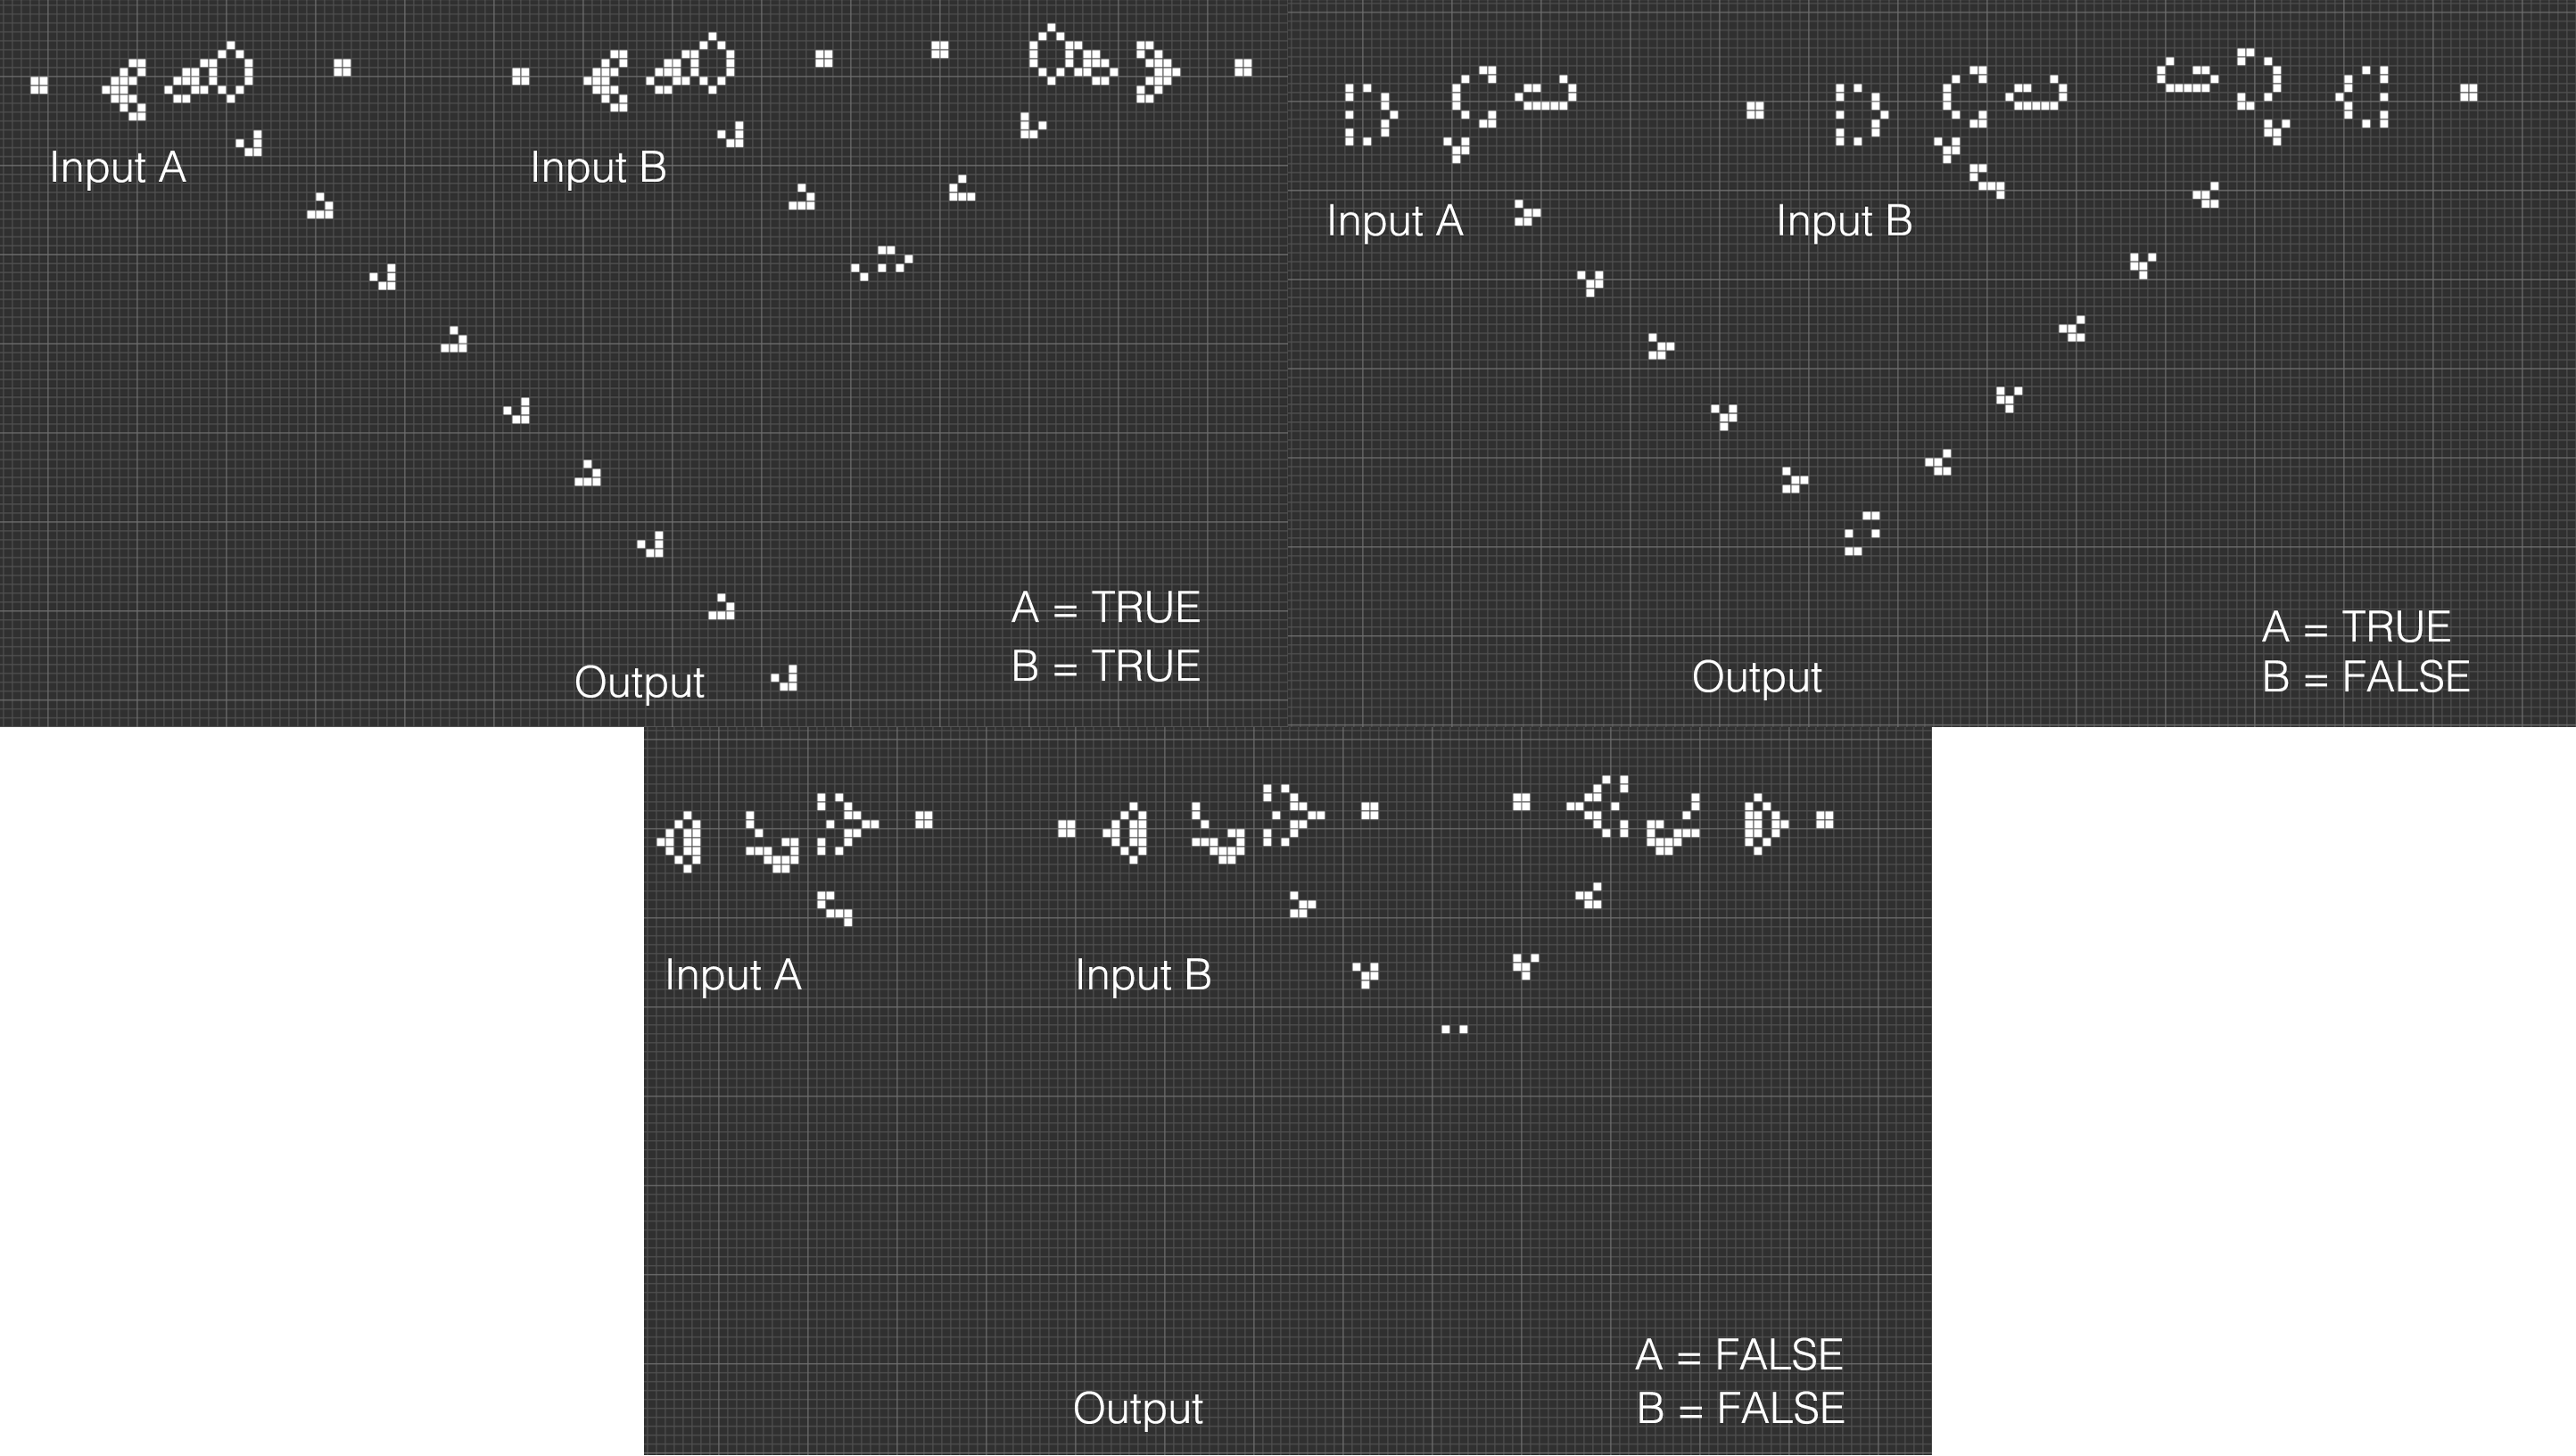 Input A
Input B
Output
A = TRUE
B = TRUE
Input A
Input B
Output
A = TRUE
B = FALSE
Input A
Input B
Output
A = FALSE
B = FALSE